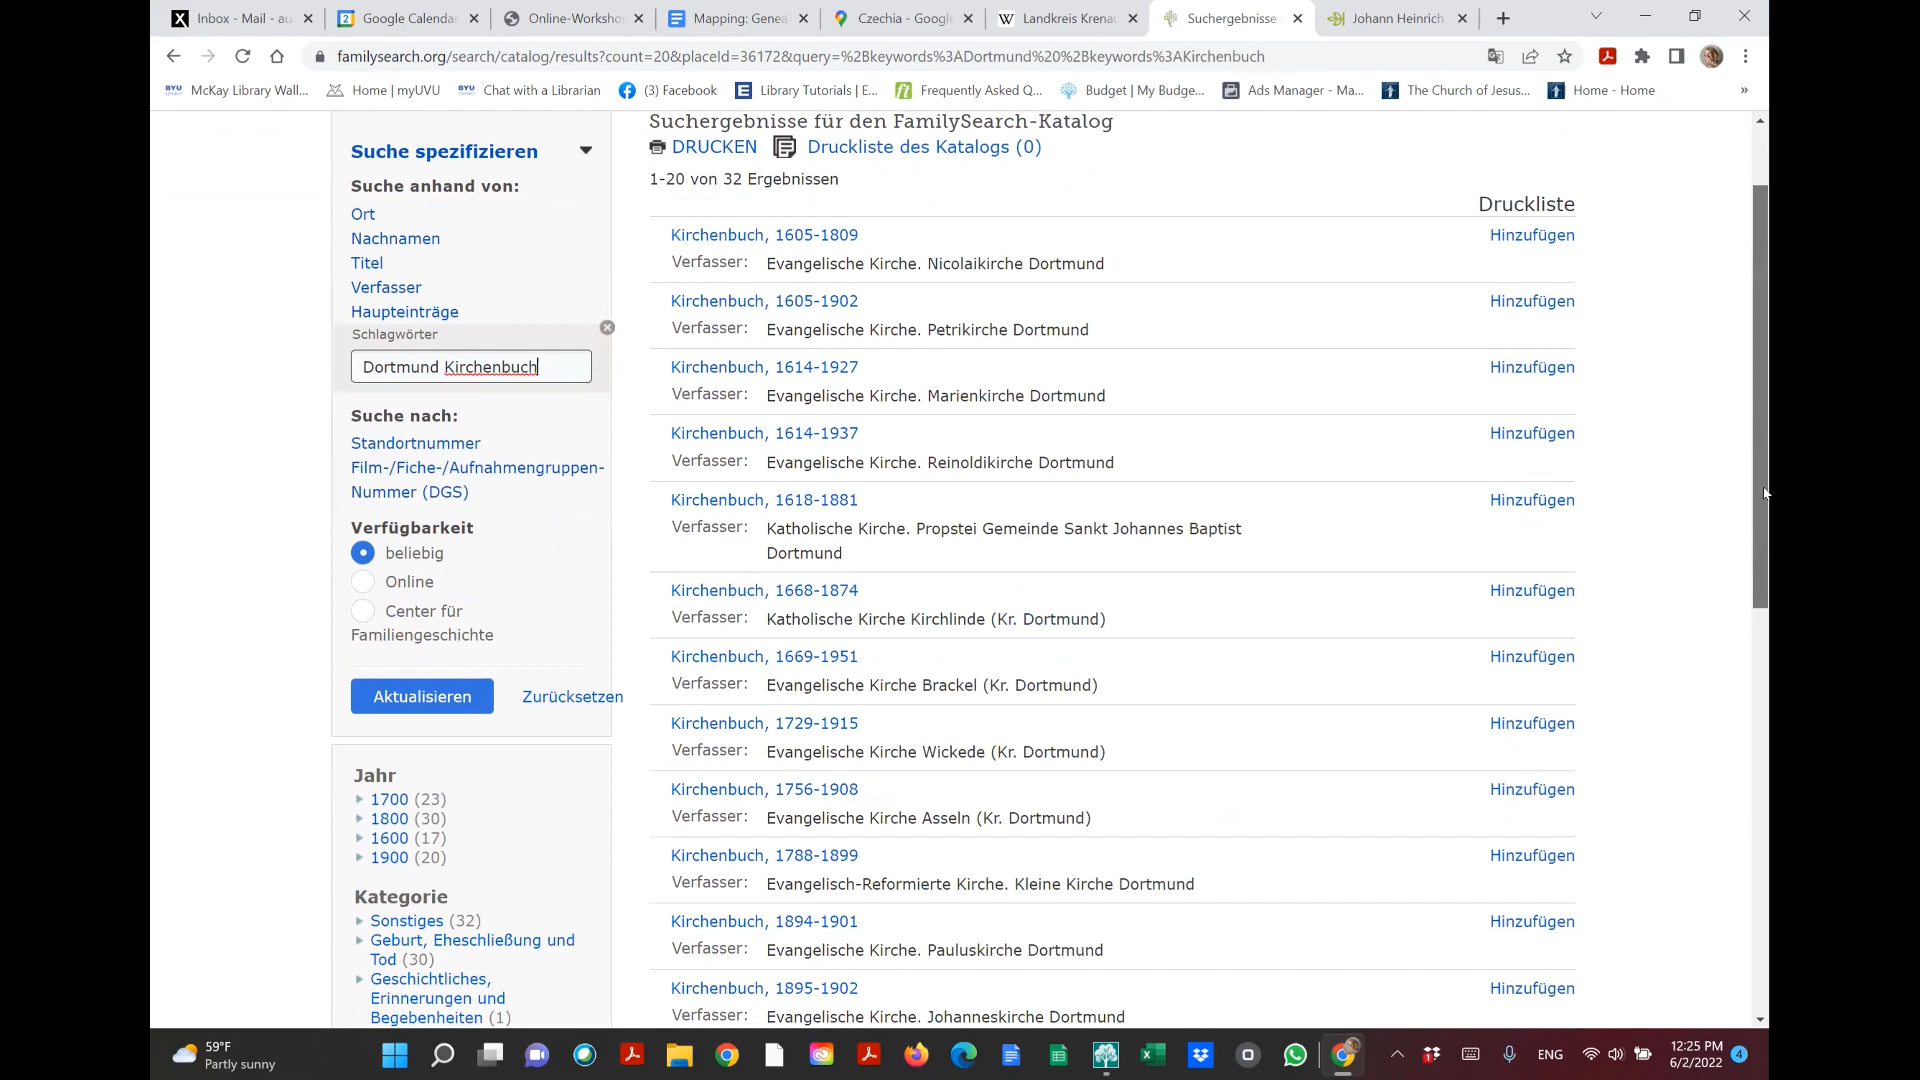 Inbox - Mail - au
Google Calenda
Online-Worksho
Mapping: Genea
Czechia - Google
Landkreis Krenau
Suchergebnisse
Johann Heinrich
familysearch.org/search/catalog/results?count=20&placeId=36172&query=%2Bkeywords%3ADortmund%20%2Bkeywords%3AKirchenbuch
McKay Library Wall...
Home | myUVU
Chat with a Librarian
(3) Facebook
Library Tutorials | E...
Frequently Asked Q...
Budget | My Budge...
Ads Manager - Ma...
The Church of Jesus...
Home - Home
»
Suche spezifizieren
Suche anhand von:
Ort
Nachnamen
Titel
Verfasser
Haupteinträge
Schlagwörter
Dortmund Kirchenbuch
Suche nach:
Standortnummer
Film-/Fiche-/Aufnahmengruppen-
Nummer (DGS)
Verfügbarkeit
beliebig
Online
Center für
Familiengeschichte
Aktualisieren
Zurücksetzen
Jahr
1700 (23)
1800 (30)
1600 (17)
1900 (20)
Kategorie
Sonstiges (32)
Geburt, Eheschließung und
Tod (30)
Geschichtliches,
Erinnerungen und
Begebenheiten (1)
Suchergebnisse für den FamilySearch-Katalog
DRUCKEN Druckliste des Katalogs (0)
1-20 von 32 Ergebnissen
Druckliste
Kirchenbuch, 1605-1809 Hinzufügen
Verfasser: Evangelische Kirche. Nicolaikirche Dortmund
Kirchenbuch, 1605-1902 Hinzufügen
Verfasser: Evangelische Kirche. Petrikirche Dortmund
Kirchenbuch, 1614-1927 Hinzufügen
Verfasser: Evangelische Kirche. Marienkirche Dortmund
Kirchenbuch, 1614-1937 Hinzufügen
Verfasser: Evangelische Kirche. Reinoldikirche Dortmund
Kirchenbuch, 1618-1881 Hinzufügen
Verfasser: Katholische Kirche. Propstei Gemeinde Sankt Johannes Baptist
Dortmund
Kirchenbuch, 1668-1874 Hinzufügen
Verfasser: Katholische Kirche Kirchlinde (Kr. Dortmund)
Kirchenbuch, 1669-1951 Hinzufügen
Verfasser: Evangelische Kirche Brackel (Kr. Dortmund)
Kirchenbuch, 1729-1915 Hinzufügen
Verfasser: Evangelische Kirche Wickede (Kr. Dortmund)
Kirchenbuch, 1756-1908 Hinzufügen
Verfasser: Evangelische Kirche Asseln (Kr. Dortmund)
Kirchenbuch, 1788-1899 Hinzufügen
Verfasser: Evangelisch-Reformierte Kirche. Kleine Kirche Dortmund
Kirchenbuch, 1894-1901 Hinzufügen
Verfasser: Evangelische Kirche. Pauluskirche Dortmund
Kirchenbuch, 1895-1902 Hinzufügen
Verfasser: Evangelische Kirche. Johanneskirche Dortmund
59°F
Partly sunny
ENG
12:25 PM
6/2/2022
4